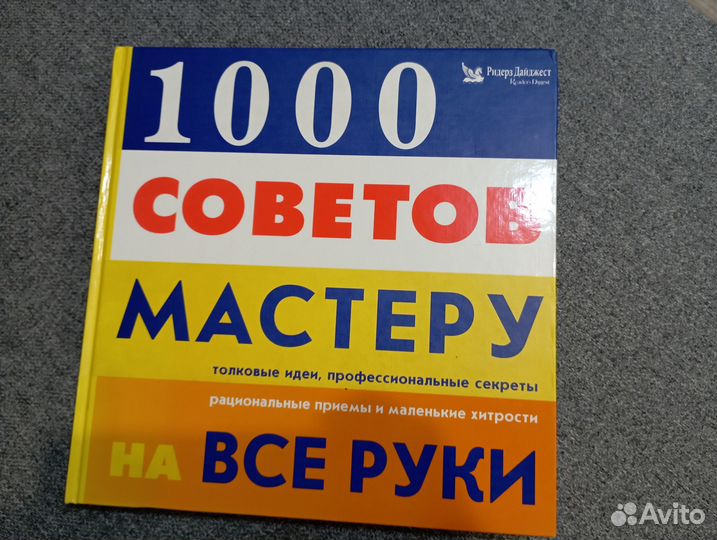 1000
Ридерз Дайджест
Reader's Digest
СОВЕТОВ
МАСТЕРУ
толковые идеи, профессиональные секреты
рациональные приемы и маленькие хитрости
НА ВСЕ РУКИ
Avito